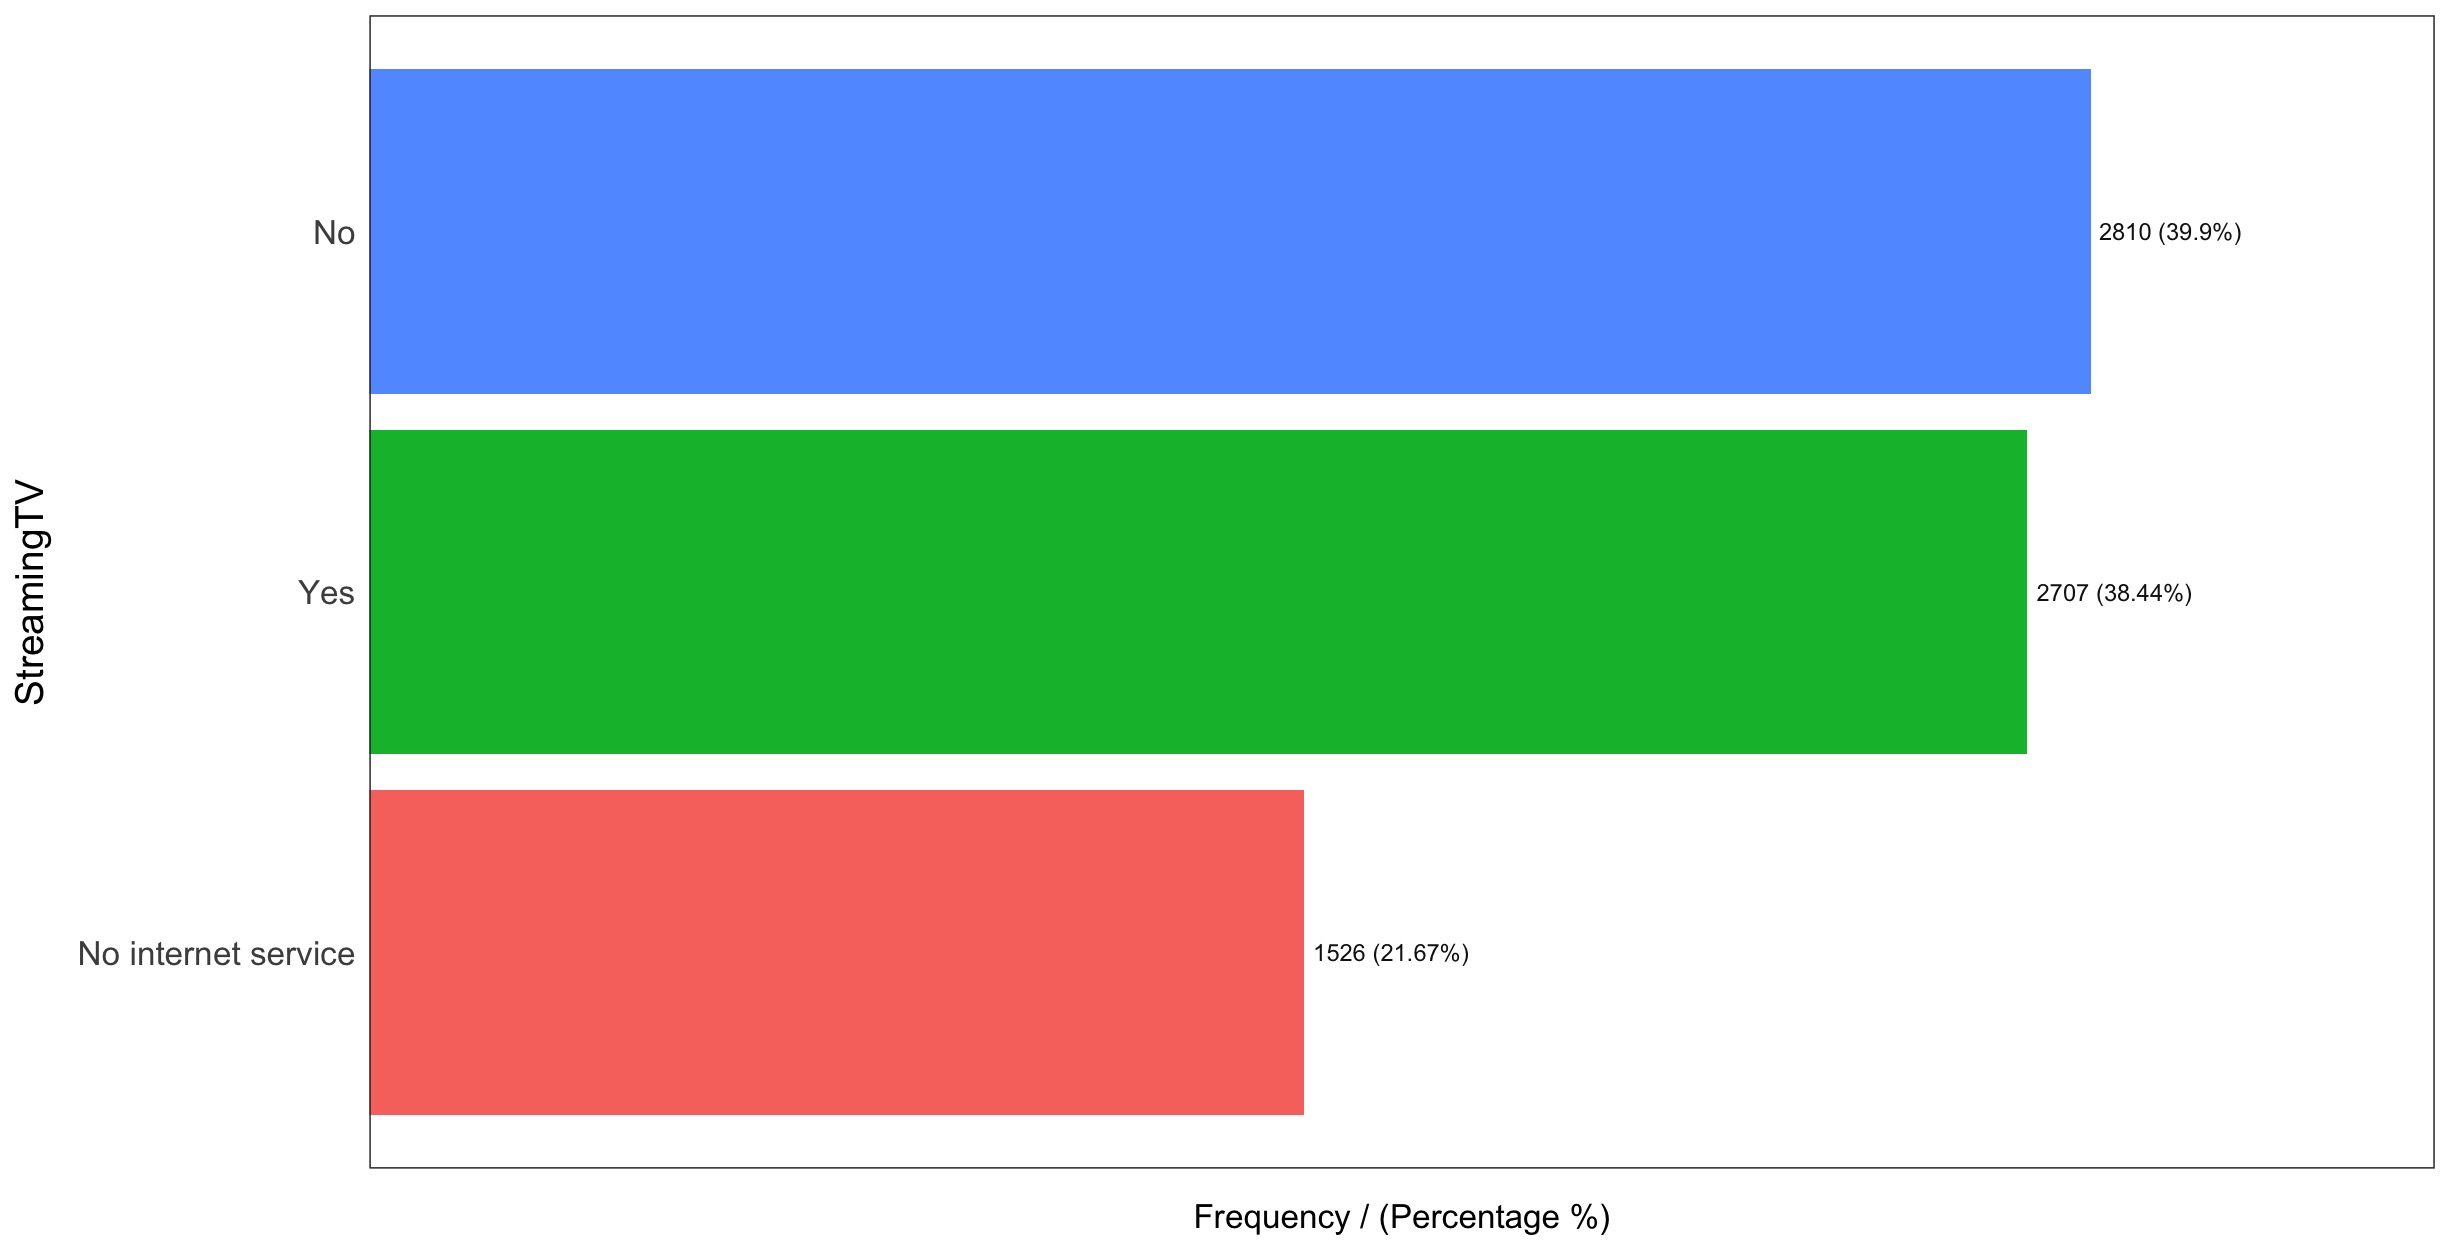 StreamingTV
No
2810 (39.9%)
Yes
2707 (38.44%)
No internet service
1526 (21.67%)
Frequency / (Percentage %)